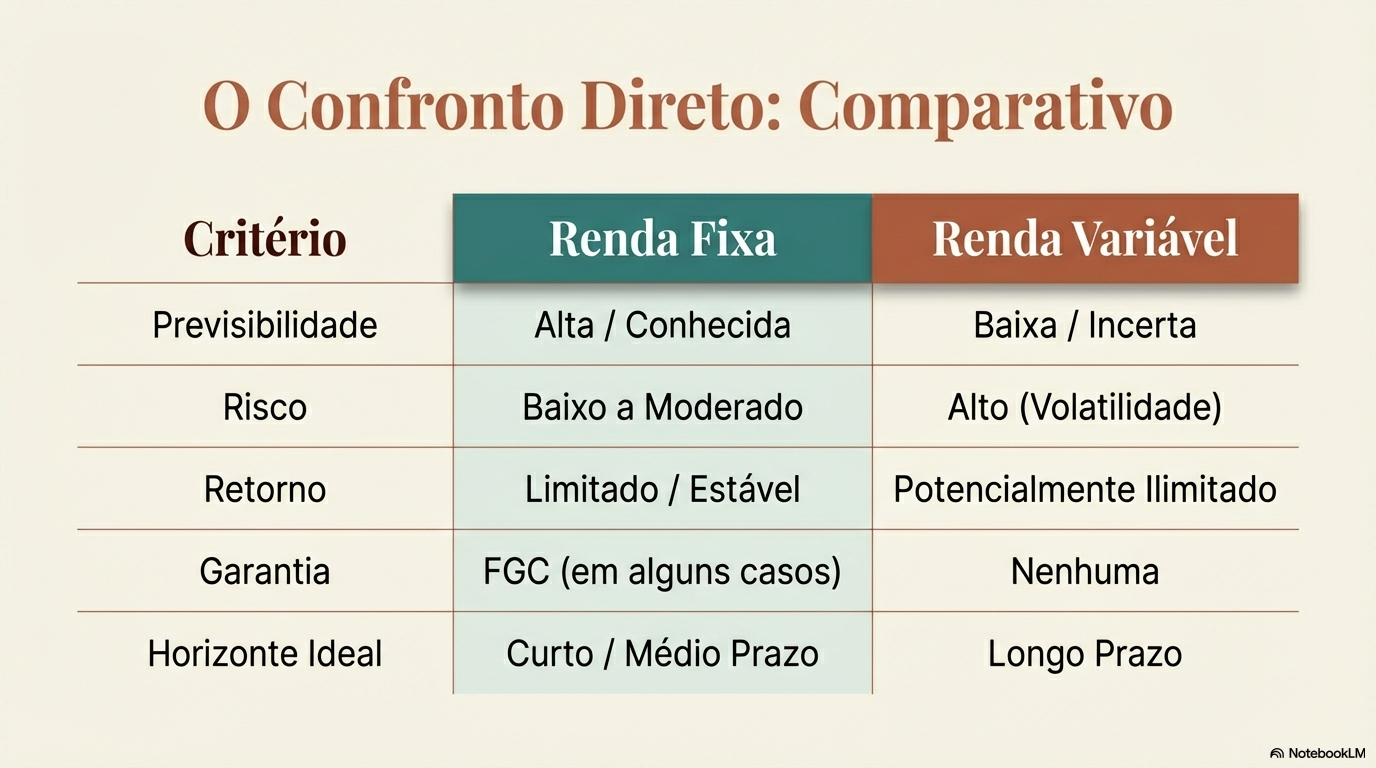 O Confronto Direto: Comparativo
Critério Renda Fixa Renda Variável
Previsibilidade Alta / Conhecida Baixa / Incerta
Risco Baixo a Moderado Alto (Volatilidade)
Retorno Limitado / Estável Potencialmente Ilimitado
Garantia FGC (em alguns casos) Nenhuma
Horizonte Ideal Curto / Médio Prazo Longo Prazo
NotebookLM